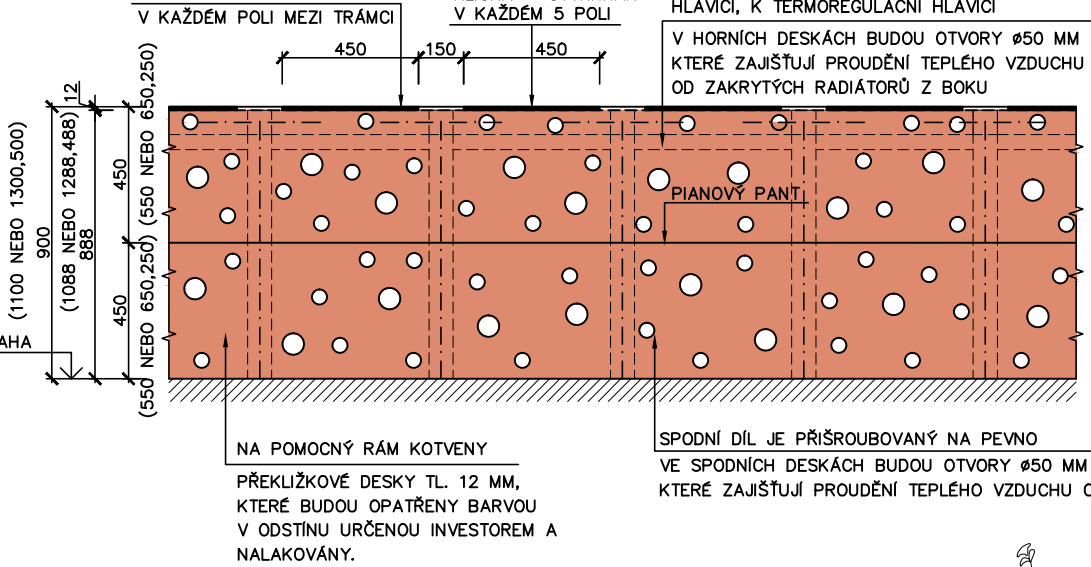 V KAŽDÉM POLI MEZI TRÁMCI
V KAŽDÉM 5 POLI
HLAVICI, K TERMOREGULAČNÍ HLAVICI
V HORNÍCH DESKÁCH BUDOU OTVORY ø50 MM
KTERÉ ZAJIŠŤUJÍ PROUDĚNÍ TEPLÉHO VZDUCHU
OD ZAKRYTÝCH RADIÁTORŮ Z BOKU
450
150
450
12
(1100 NEBO 1300,500)
900
(1088 NEBO 1288,488)
888
450
(550 NEBO 650,250)
450
(550 NEBO 650,250)
PIANOVÝ PANT
NA POMOCNÝ RÁM KOTVENY
PŘEKLIŽKOVÉ DESKY TL. 12 MM,
KTERÉ BUDOU OPATŘENY BARVOU
V ODSTÍNU URČENOU INVESTOREM A
NALAKOVÁNY.
SPODNÍ DÍL JE PŘIŠROUBOVANÝ NA PEVNO
VE SPODNÍCH DESKÁCH BUDOU OTVORY ø50 MM
KTERÉ ZAJIŠŤUJÍ PROUDĚNÍ TEPLÉHO VZDUCHU